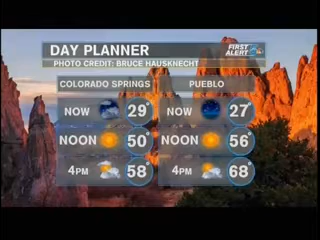 DAY PLANNER
FIRST ALERT 5
PHOTO CREDIT: BRUCE HAUSKNECHT
COLORADO SPRINGS PUEBLO
NOW 29° NOW 27°
NOON 50° NOON 56°
4PM 58° 4PM 68°